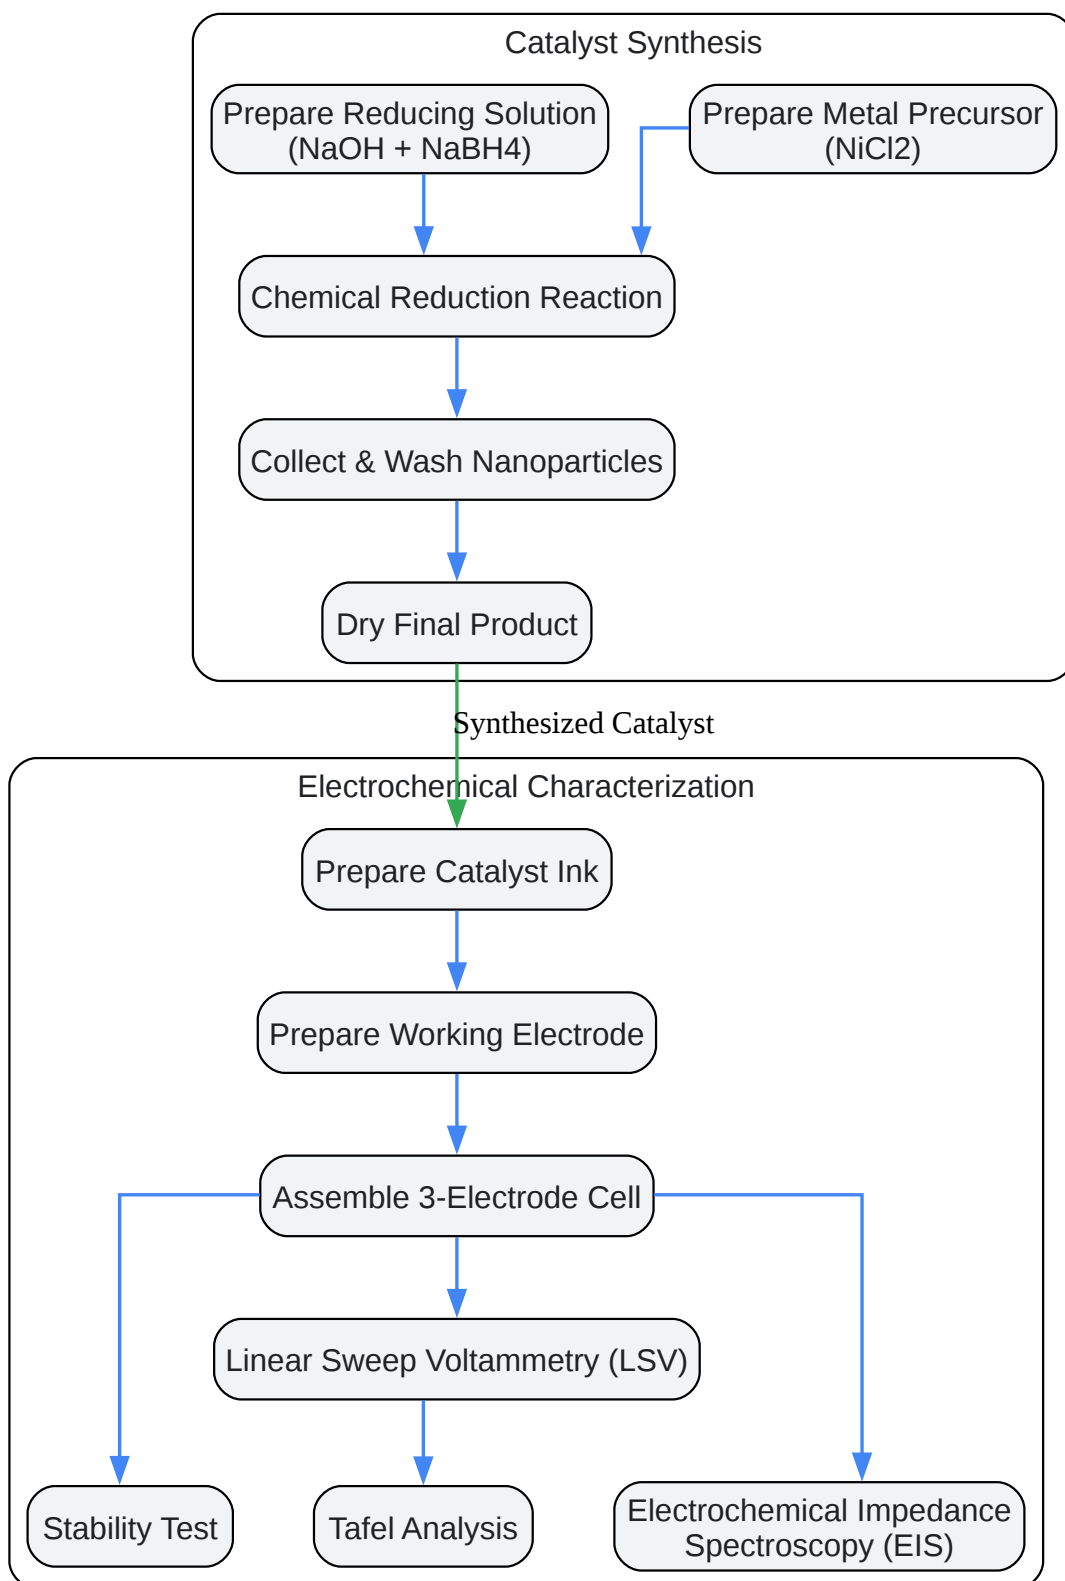 Catalyst Synthesis
Prepare Reducing Solution
(NaOH + NaBH4)
Prepare Metal Precursor
(NiCl2)
Chemical Reduction Reaction
Collect & Wash Nanoparticles
Dry Final Product
Synthesized Catalyst
Electrochemical Characterization
Prepare Catalyst Ink
Prepare Working Electrode
Assemble 3-Electrode Cell
Linear Sweep Voltammetry (LSV)
Stability Test
Tafel Analysis
Electrochemical Impedance
Spectroscopy (EIS)